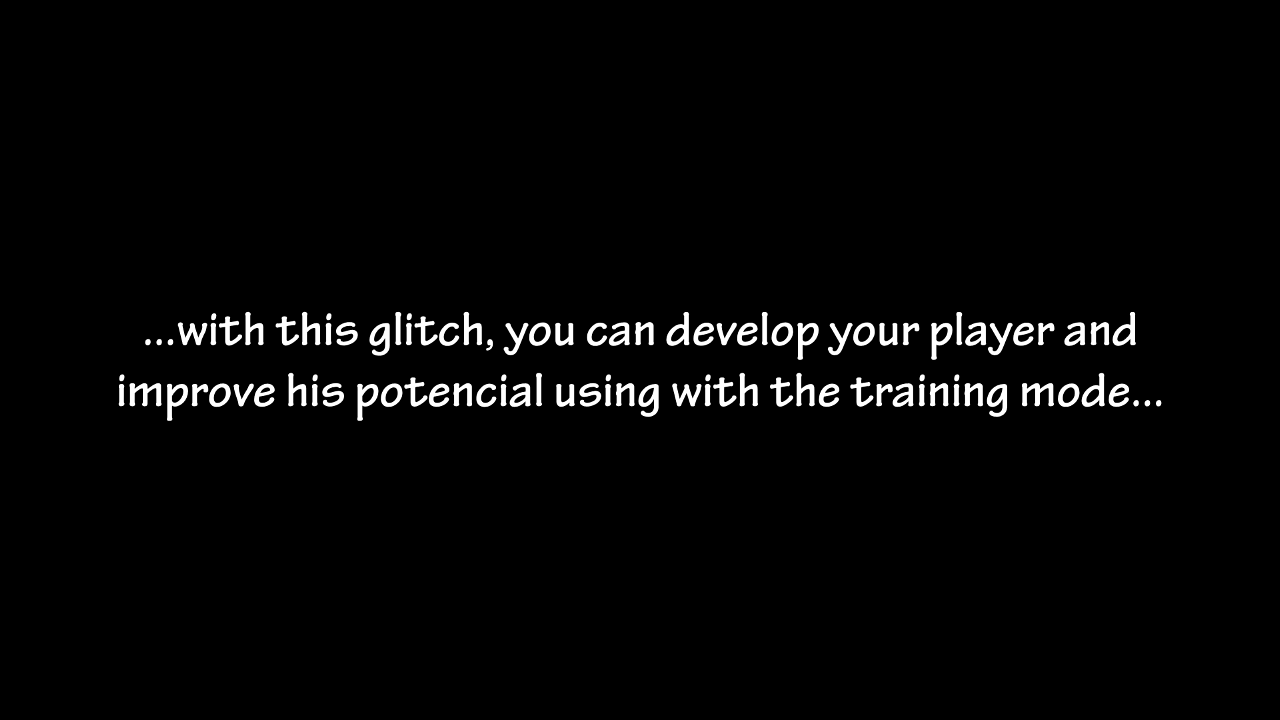 ...with this glitch, you can develop your player and
improve his potencial using with the training mode...